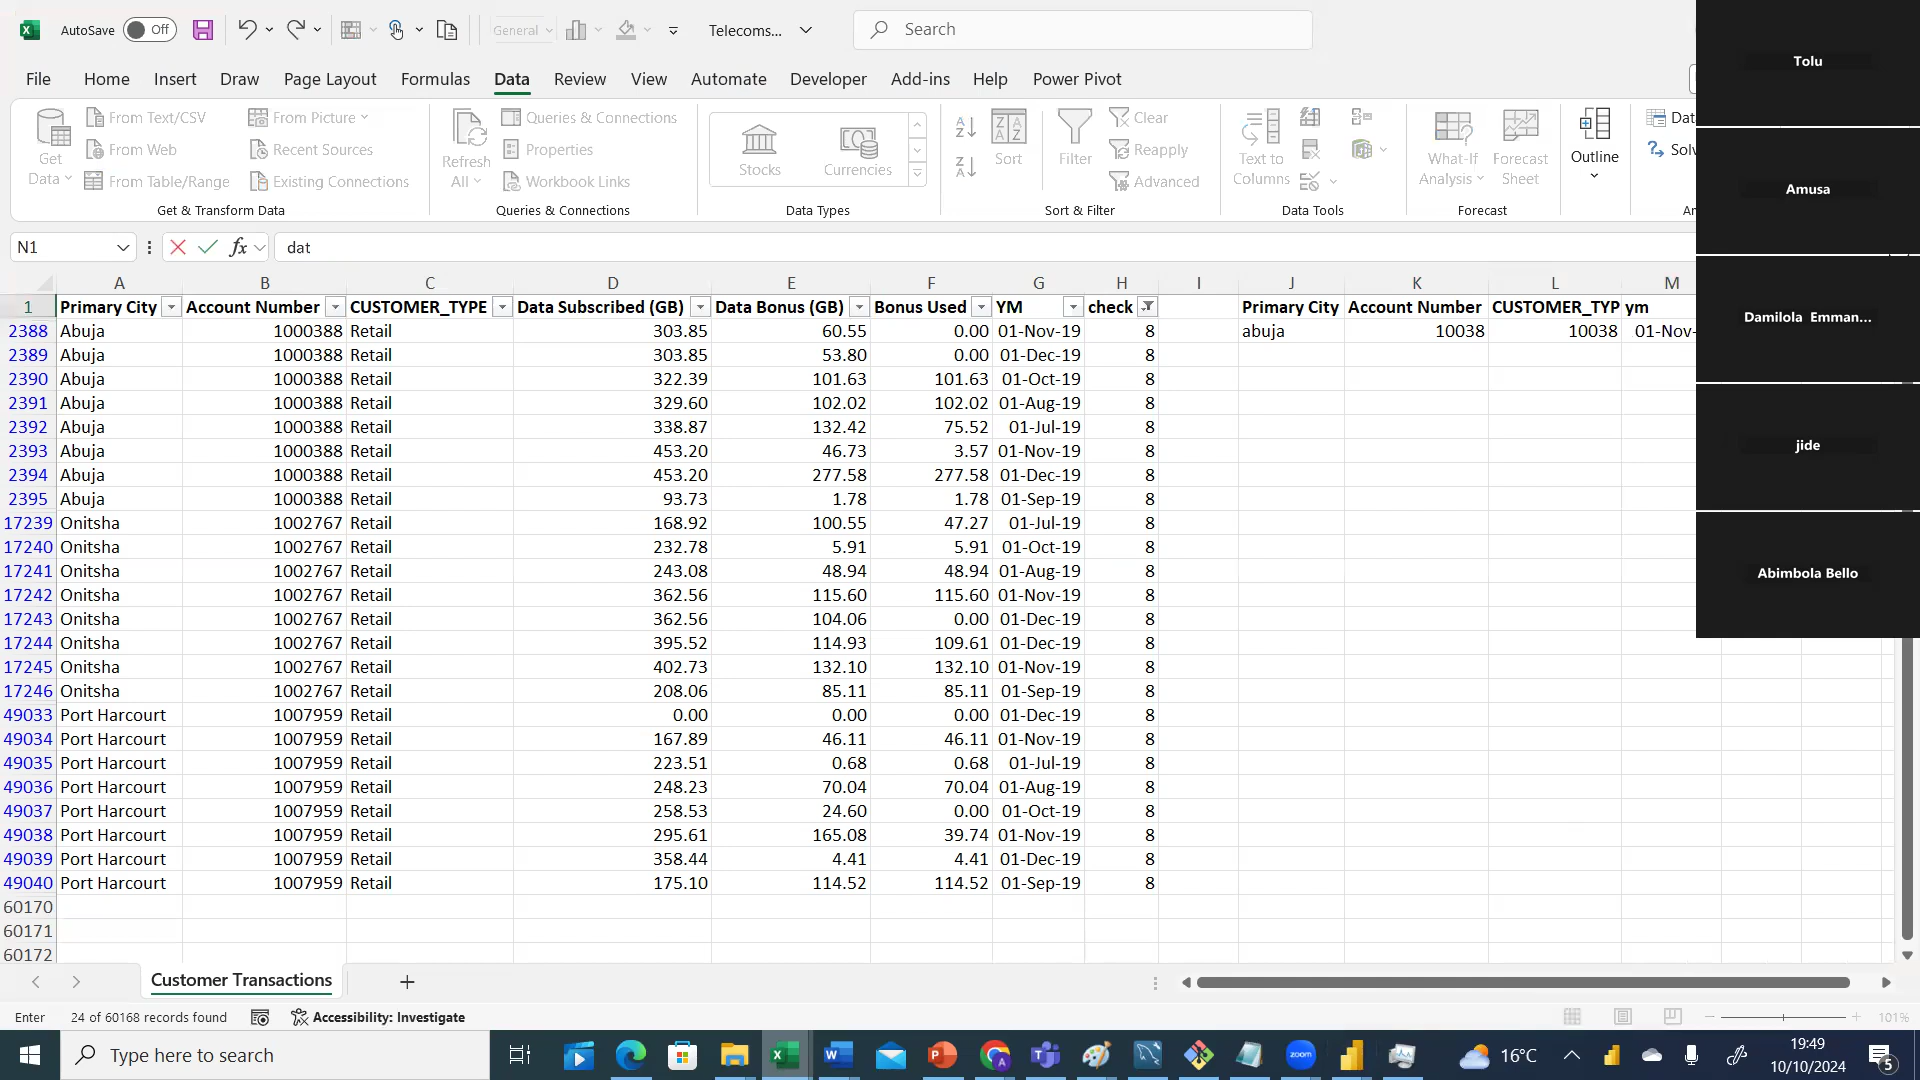 AutoSave Off General Telecoms... Search
File Home Insert Draw Page Layout Formulas Data Review View Automate Developer Add-ins Help Power Pivot
Get Data From Text/CSV From Web From Table/Range From Picture Recent Sources Existing Connections
Refresh All Queries & Connections Properties Workbook Links
Stocks Currencies Sort Filter Clear Reapply Advanced
Text to Columns What-If Analysis Forecast Sheet Outline
Get & Transform Data Queries & Connections Data Types Sort & Filter Data Tools Forecast
N1 fx dat
A B C D E F G H I J K L M
1 Primary City Account Number CUSTOMER_TYPE Data Subscribed (GB) Data Bonus (GB) Bonus Used YM check Primary City Account Number CUSTOMER_TYP ym
2388 Abuja 1000388 Retail 303.85 60.55 0.00 01-Nov-19 8 abuja 10038 10038 01-Nov-
2389 Abuja 1000388 Retail 303.85 53.80 0.00 01-Dec-19 8
2390 Abuja 1000388 Retail 322.39 101.63 101.63 01-Oct-19 8
2391 Abuja 1000388 Retail 329.60 102.02 102.02 01-Aug-19 8
2392 Abuja 1000388 Retail 338.87 132.42 75.52 01-Jul-19 8
2393 Abuja 1000388 Retail 453.20 46.73 3.57 01-Nov-19 8
2394 Abuja 1000388 Retail 453.20 277.58 277.58 01-Dec-19 8
2395 Abuja 1000388 Retail 93.73 1.78 1.78 01-Sep-19 8
17239 Onitsha 1002767 Retail 168.92 100.55 47.27 01-Jul-19 8
17240 Onitsha 1002767 Retail 232.78 5.91 5.91 01-Oct-19 8
17241 Onitsha 1002767 Retail 243.08 48.94 48.94 01-Aug-19 8
17242 Onitsha 1002767 Retail 362.56 115.60 115.60 01-Nov-19 8
17243 Onitsha 1002767 Retail 362.56 104.06 0.00 01-Dec-19 8
17244 Onitsha 1002767 Retail 395.52 114.93 109.61 01-Dec-19 8
17245 Onitsha 1002767 Retail 402.73 132.10 132.10 01-Nov-19 8
17246 Onitsha 1002767 Retail 208.06 85.11 85.11 01-Sep-19 8
49033 Port Harcourt 1007959 Retail 0.00 0.00 0.00 01-Dec-19 8
49034 Port Harcourt 1007959 Retail 167.89 46.11 46.11 01-Nov-19 8
49035 Port Harcourt 1007959 Retail 223.51 0.68 0.68 01-Jul-19 8
49036 Port Harcourt 1007959 Retail 248.23 70.04 70.04 01-Aug-19 8
49037 Port Harcourt 1007959 Retail 258.53 24.60 0.00 01-Oct-19 8
49038 Port Harcourt 1007959 Retail 295.61 165.08 39.74 01-Nov-19 8
49039 Port Harcourt 1007959 Retail 358.44 4.41 4.41 01-Dec-19 8
49040 Port Harcourt 1007959 Retail 175.10 114.52 114.52 01-Sep-19 8
60170
60171
60172
Customer Transactions
Enter 24 of 60168 records found Accessibility: Investigate 101%
Type here to search zoom 16°C 19:49
10/10/2024 5
Tolu
Amusa
Damilola Emman...
jide
Abimbola Bello